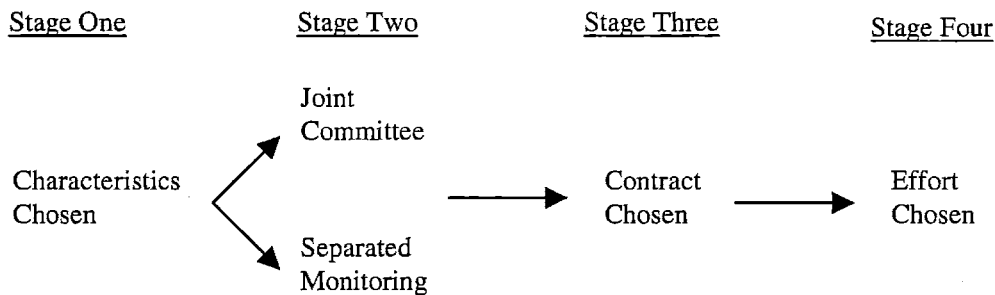 Stage One
Stage Two
Stage Three
Stage Four
Joint
Committee
Characteristics
Chosen
Contract
Chosen
Effort
Chosen
Separated
Monitoring